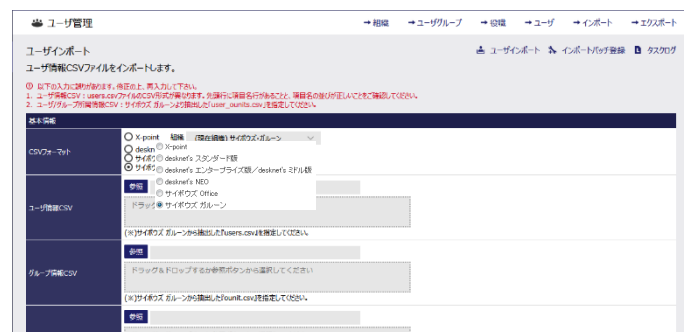 ユーザ管理
→組織 →ユーザグループ →役職 →ユーザ →インポート →エクスポート
ユーザインポート
ユーザインポート インポートバッチ登録 タスクログ
ユーザ情報CSVファイルをインポートします。
以下の入力に誤りがあります。修正の上、再入力して下さい。
1. ユーザ情報CSV：users.csvファイルのCSV形式が異なります。先頭行に項目名行があることと、項目名の並びが正しいことをご確認してください。
2. ユーザ/グループ所属情報CSV：サイボウズ ガルーンより抽出した「user_ounits.csv」を指定してください。
基本情報
CSVフォーマット
X-point 組織 (現在組織) サイボウズ・ガルーン
deskn
サイボウ
サイボウ
X-point
desknet's スタンダード版
desknet's エンタープライズ版／desknet's ミドル版
desknet's NEO
サイボウズ Office
サイボウズ ガルーン
ユーザ情報CSV
参照
ドラッグ
(※)サイボウズ ガルーンから抽出した『users.csv』を指定してください。
グループ情報CSV
参照
ドラッグ&ドロップするか参照ボタンから選択してください
(※)サイボウズ ガルーンから抽出した『ounit.csv』を指定してください。
参照